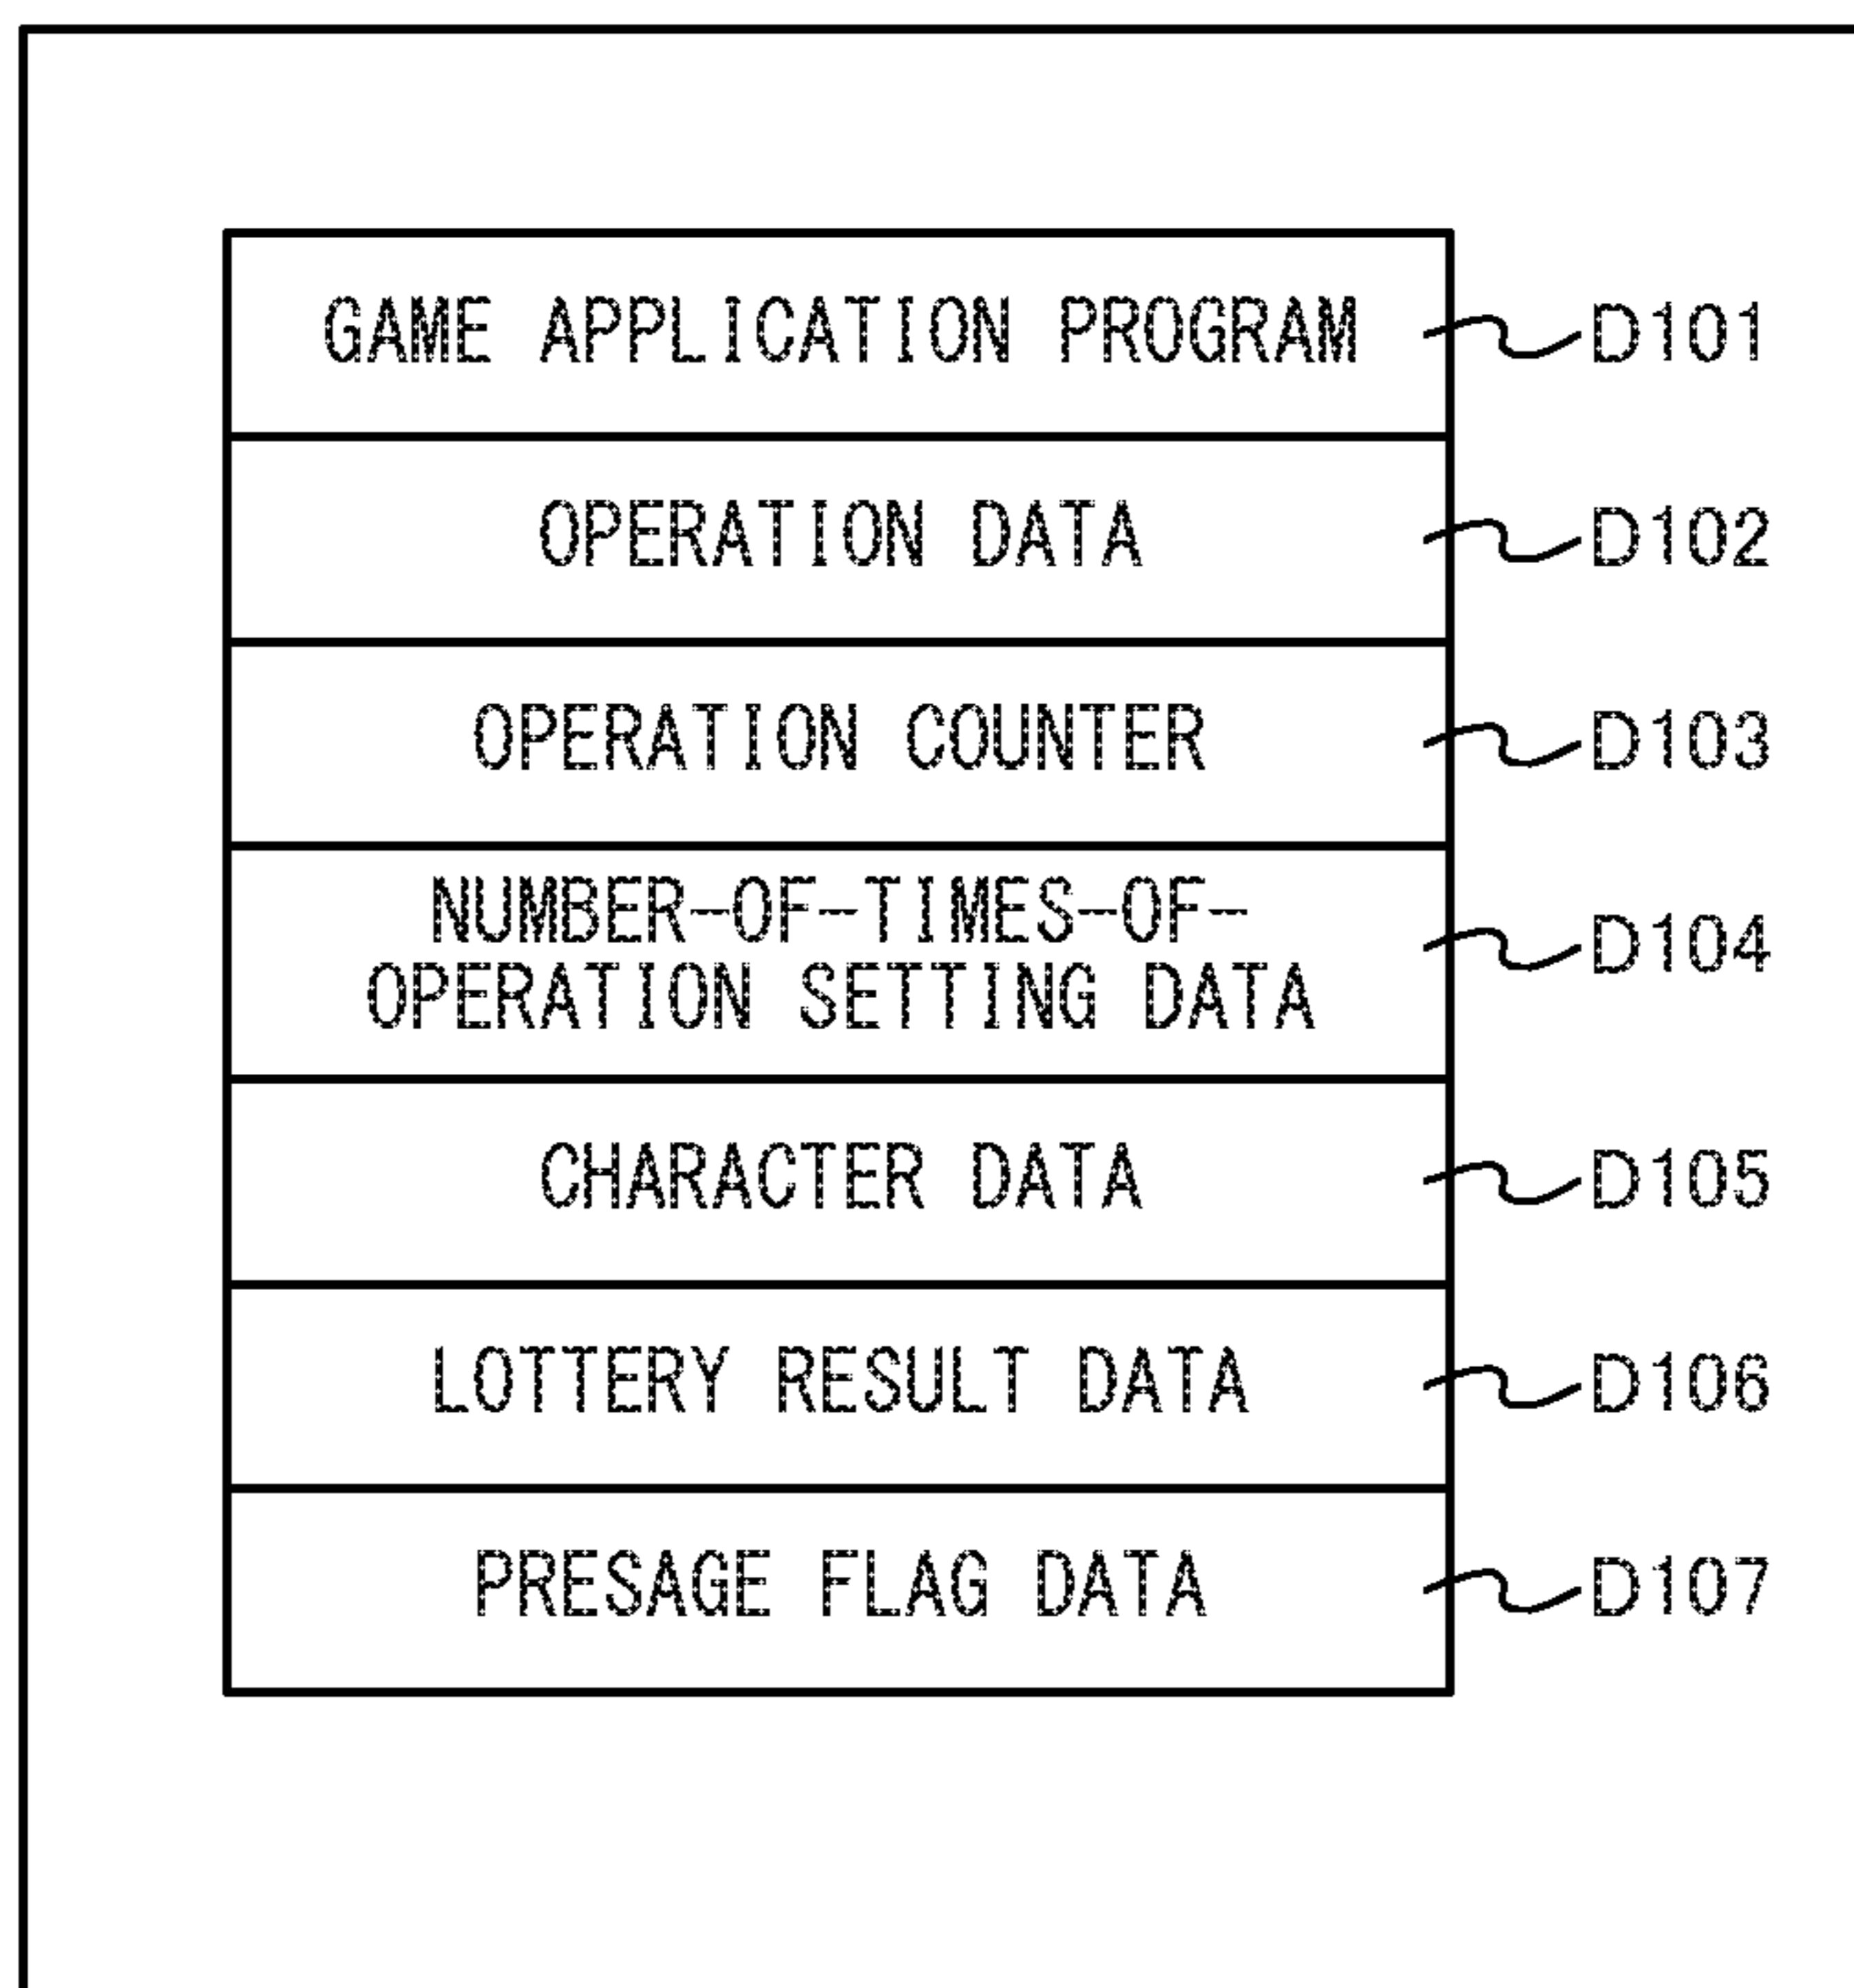 GAME APPLICATION PROGRAM D101
OPERATION DATA D102
OPERATION COUNTER D103
NUMBER-OF-TIMES-OF-
OPERATION SETTING DATA D104
CHARACTER DATA D105
LOTTERY RESULT DATA D106
PRESAGE FLAG DATA D107